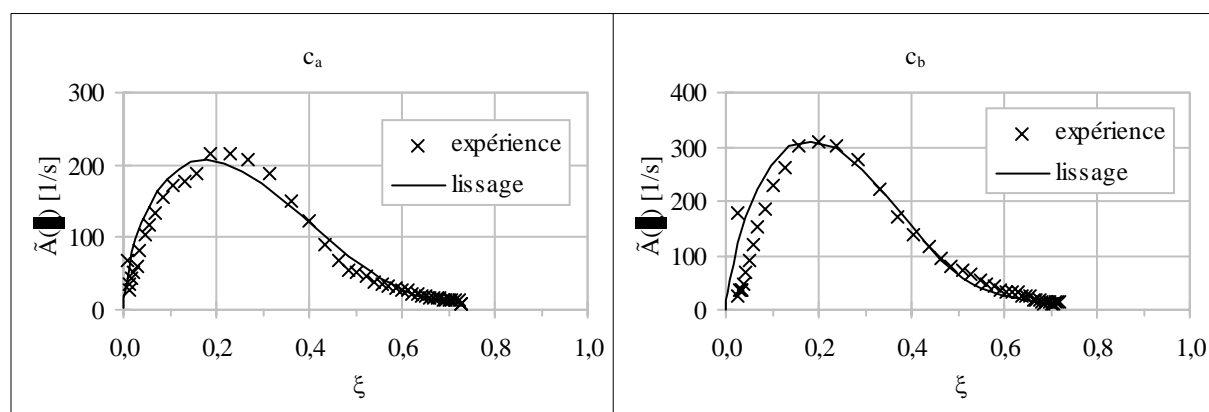 c_a
300
200
100
0
Ã( ) [1/s]
expérience
lissage
0,0 0,2 0,4 0,6 0,8 1,0
ξ
c_b
400
300
200
100
0
Ã( ) [1/s]
expérience
lissage
0,0 0,2 0,4 0,6 0,8 1,0
ξ